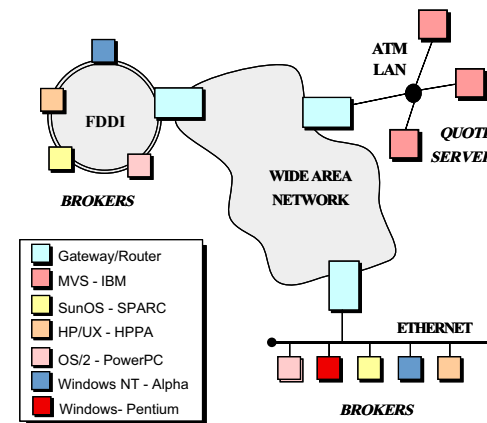 ATM
LAN
FDDI
QUOTE
BROKERS
WIDE AREA
NETWORK
Gateway/Router
MVS - IBM
SunOS - SPARC
HP/UX - HPPA
OS/2 - PowerPC
Windows NT - Alpha
Windows- Pentium
ETHERNET
BROKERS